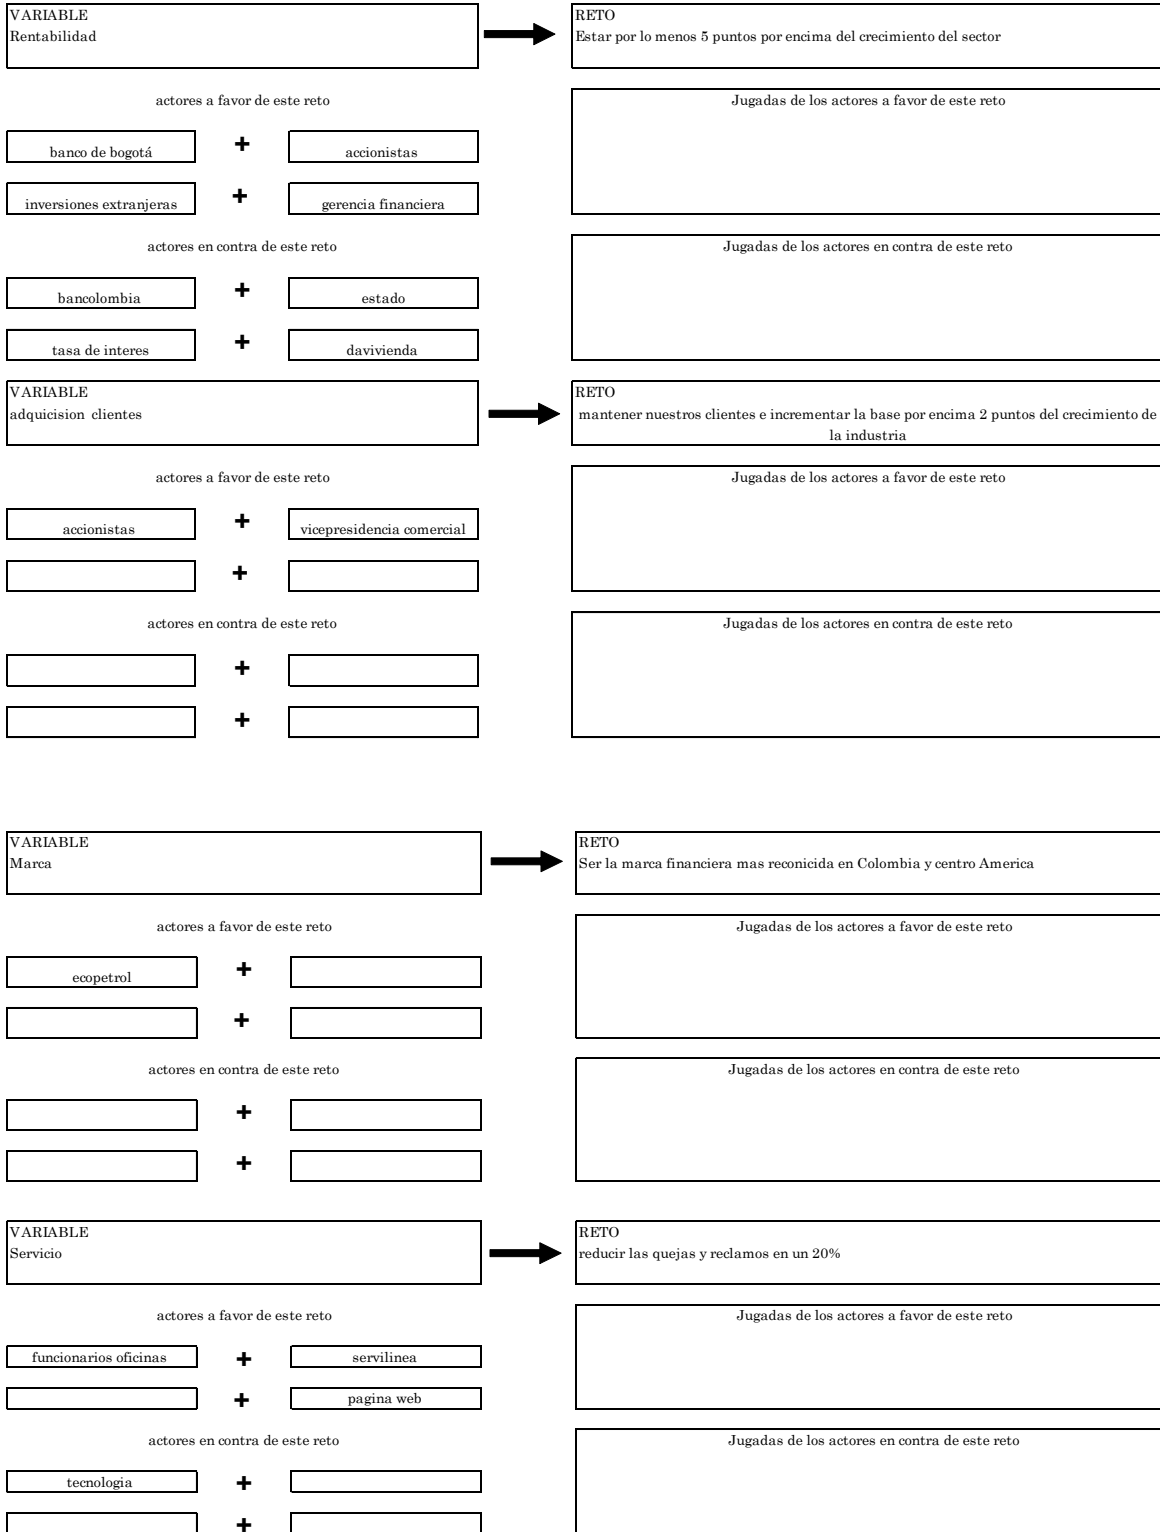 VARIABLE
Rentabilidad
RETO
Estar por lo menos 5 puntos por encima del crecimiento del sector
actores a favor de este reto
Jugadas de los actores a favor de este reto
banco de bogotá + accionistas
inversiones extranjeras + gerencia financiera
actores en contra de este reto
Jugadas de los actores en contra de este reto
bancolombia + estado
tasa de interes + davivienda
VARIABLE
adquicision clientes
RETO
mantener nuestros clientes e incrementar la base por encima 2 puntos del crecimiento de
la industria
actores a favor de este reto
Jugadas de los actores a favor de este reto
accionistas + vicepresidencia comercial
+
actores en contra de este reto
Jugadas de los actores en contra de este reto
+
+
VARIABLE
Marca
RETO
Ser la marca financiera mas reconicida en Colombia y centro America
actores a favor de este reto
Jugadas de los actores a favor de este reto
ecopetrol +
+
actores en contra de este reto
Jugadas de los actores en contra de este reto
+
+
VARIABLE
Servicio
RETO
reducir las quejas y reclamos en un 20%
actores a favor de este reto
Jugadas de los actores a favor de este reto
funcionarios oficinas + servilinea
+ pagina web
actores en contra de este reto
Jugadas de los actores en contra de este reto
tecnologia +
+